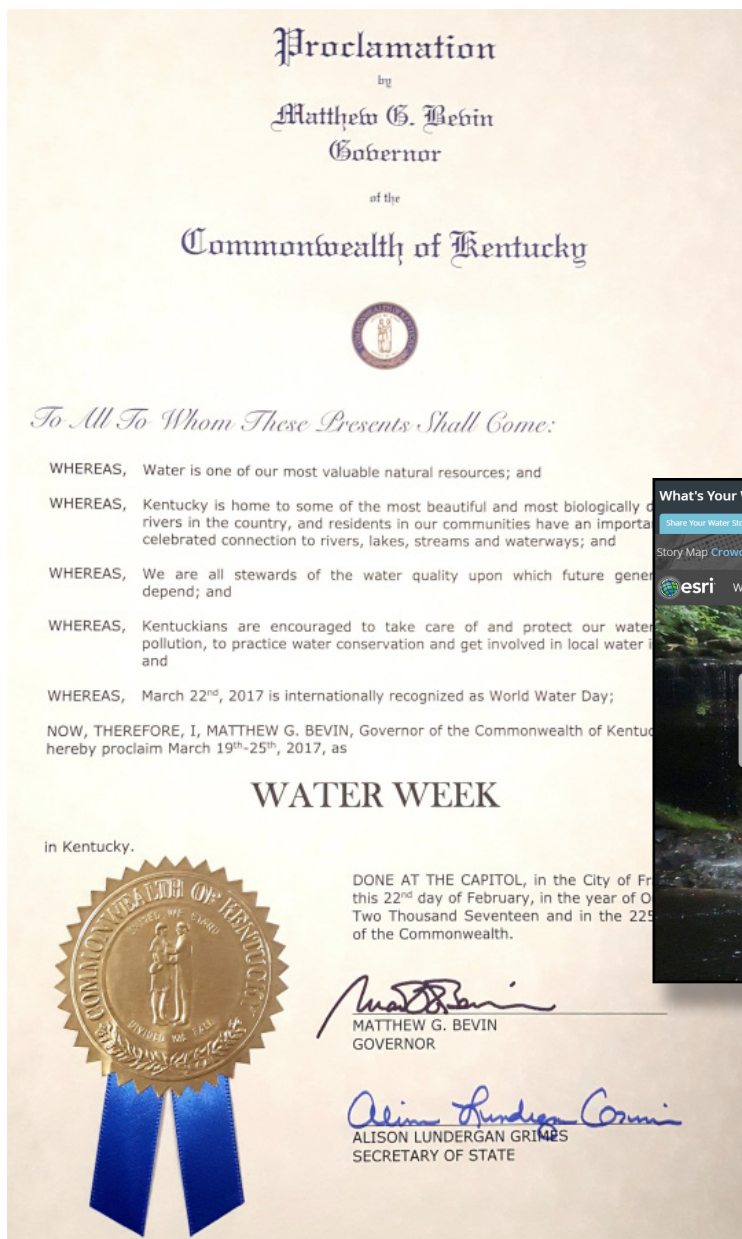 Proclamation
by
Matthew G. Bevin
Governor
of the
Commonwealth of Kentucky
To All To Whom These Presents Shall Come:
WHEREAS, Water is one of our most valuable natural resources; and
WHEREAS, Kentucky is home to some of the most beautiful and most biologically d
rivers in the country, and residents in our communities have an importa
celebrated connection to rivers, lakes, streams and waterways; and
WHEREAS, We are all stewards of the water quality upon which future gener
depend; and
WHEREAS, Kentuckians are encouraged to take care of and protect our water
pollution, to practice water conservation and get involved in local water i
and
WHEREAS, March 22nd, 2017 is internationally recognized as World Water Day;
NOW, THEREFORE, I, MATTHEW G. BEVIN, Governor of the Commonwealth of Kentuc
hereby proclaim March 19th-25th, 2017, as
WATER WEEK
in Kentucky.
COMMONWEALTH OF KENTUCKY
UNITED WE STAND
DIVIDED WE FALL
DONE AT THE CAPITOL, in the City of Fr
this 22nd day of February, in the year of O
Two Thousand Seventeen and in the 225
of the Commonwealth.
MATTHEW G. BEVIN
GOVERNOR
ALISON LUNDERGAN GRIMES
SECRETARY OF STATE
What's Your W
Share Your Water Sto
Story Map Crowd
esri W